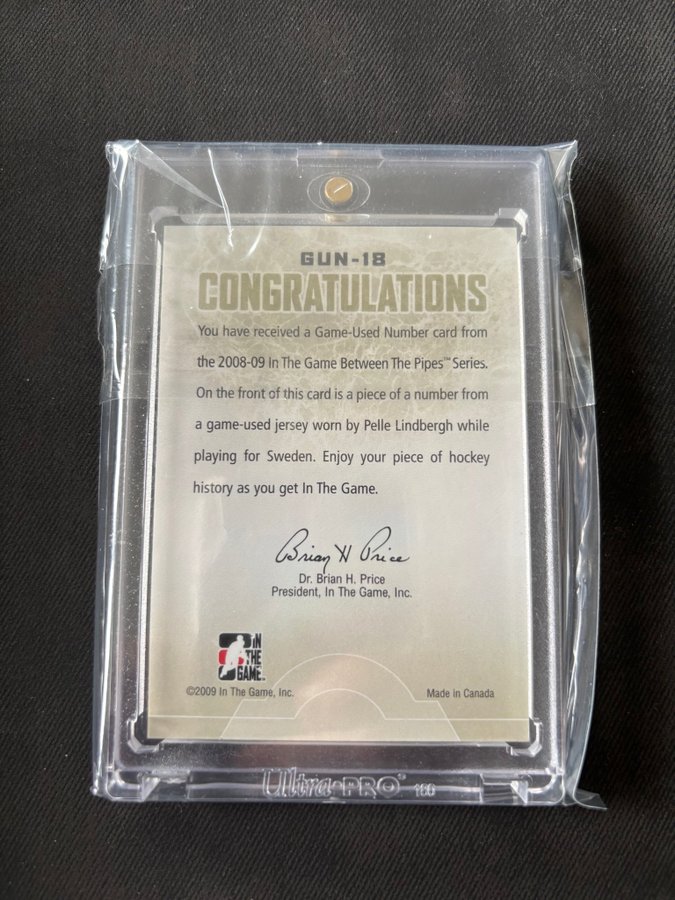 GUN-18
CONGRATULATIONS
You have received a Game-Used Number card from
the 2008-09 In The Game Between The Pipes™ Series.
On the front of this card is a piece of a number from
a game-used jersey worn by Pelle Lindbergh while
playing for Sweden. Enjoy your piece of hockey
history as you get In The Game.
Brian H Price
Dr. Brian H. Price
President, In The Game, Inc.
IN
THE
GAME
©2009 In The Game, Inc.
Made in Canada
Ultra•PRO®